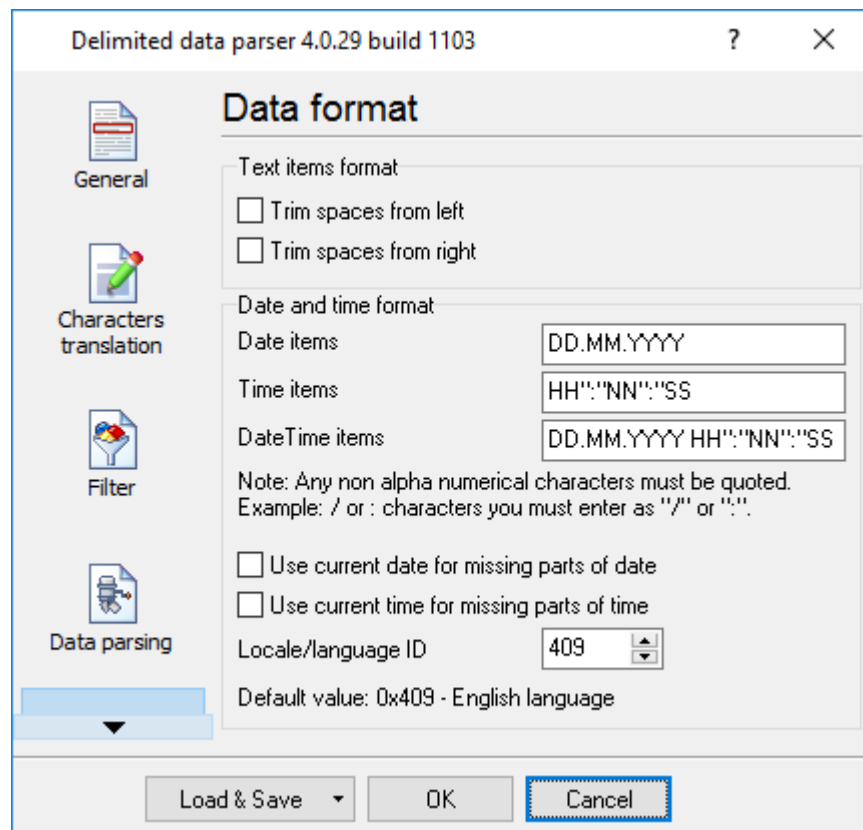 Delimited data parser 4.0.29 build 1103
?
General
Characters
translation
Filter
Data parsing
Data format
Text items format
Trim spaces from left
Trim spaces from right
Date and time format
Date items DD.MM.YYYY
Time items HH":"NN":"SS
DateTime items DD.MM.YYYY HH":"NN":"SS
Note: Any non alpha numerical characters must be quoted.
Example: / or : characters you must enter as "/" or ":".
Use current date for missing parts of date
Use current time for missing parts of time
Locale/language ID 409
Default value: 0x409 - English language
Load & Save OK Cancel